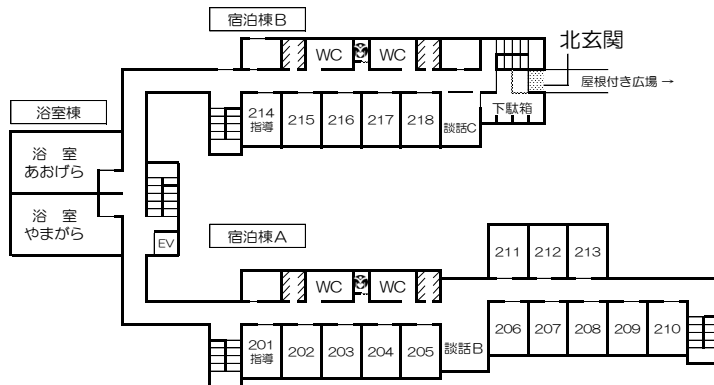 宿泊棟B
WC
WC
北玄関
屋根付き広場 →
浴室棟
214
指導
215
216
217
218
談話C
下駄箱
浴　室
あおげら
浴　室
やまがら
EV
宿泊棟A
211
212
213
WC
WC
201
指導
202
203
204
205
談話B
206
207
208
209
210